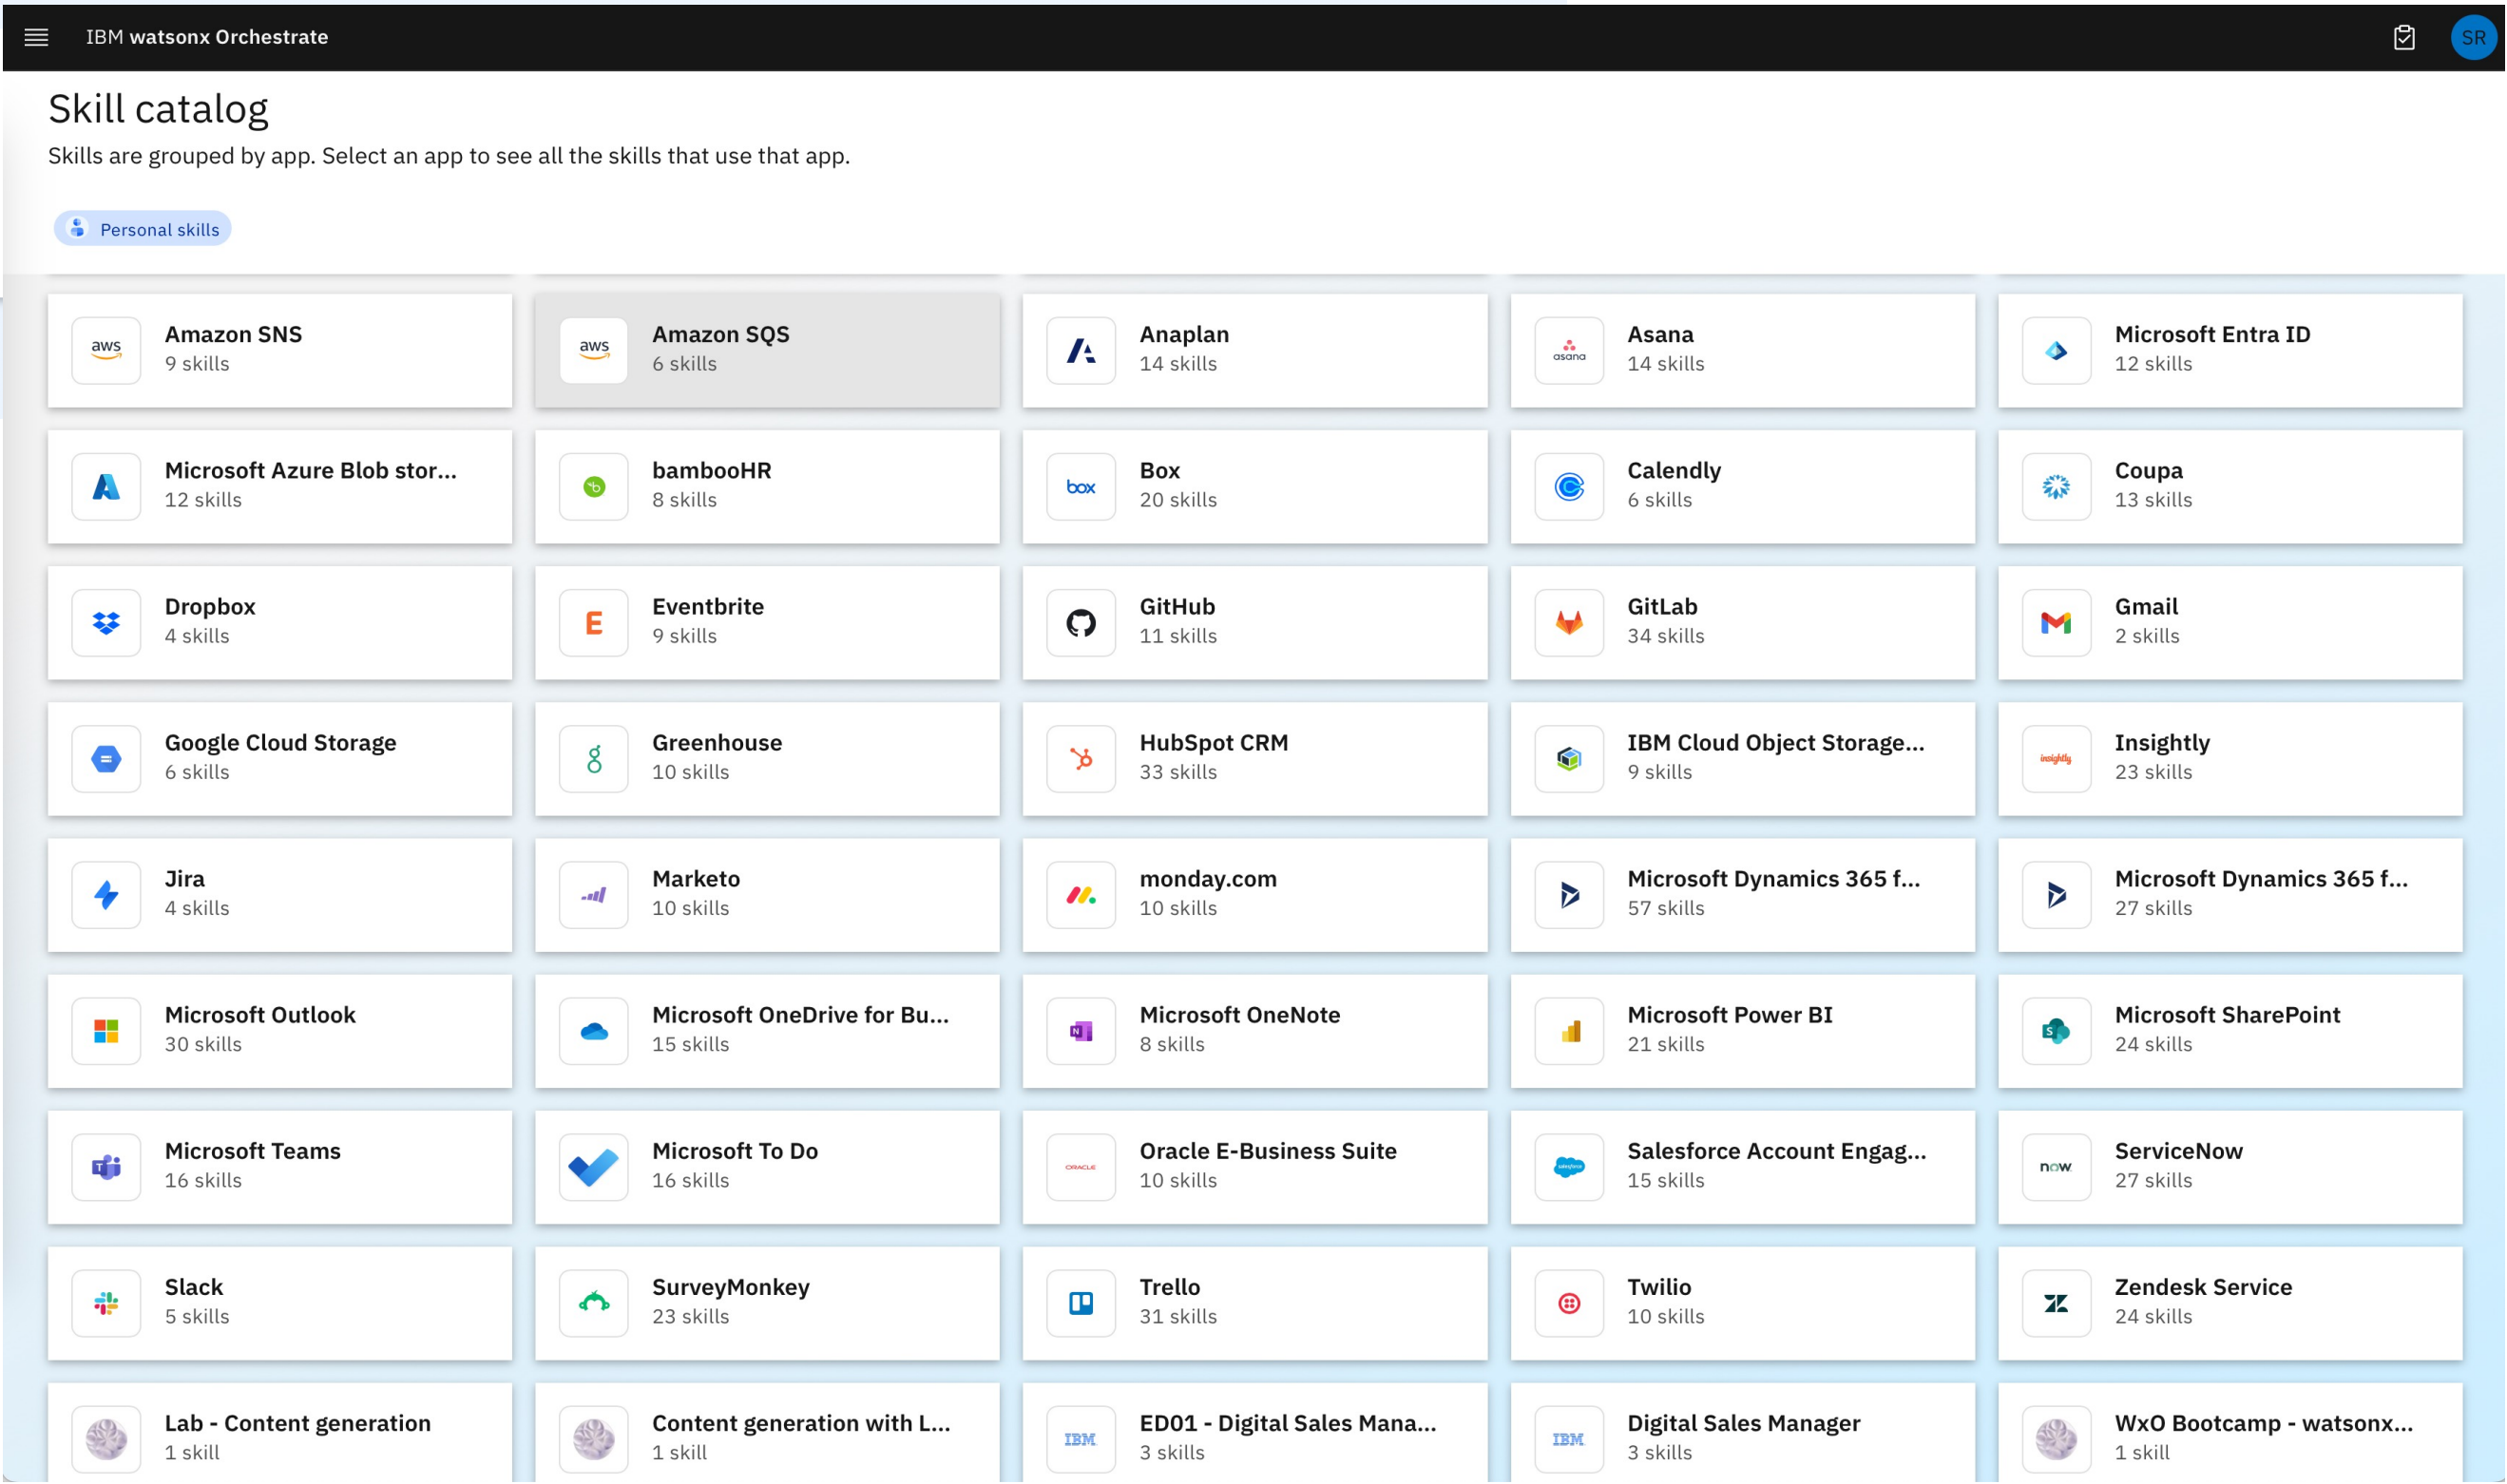 IBM watsonx Orchestrate
SR
Skill catalog
Skills are grouped by app. Select an app to see all the skills that use that app.
Personal skills
aws
Amazon SNS
9 skills
aws
Amazon SQS
6 skills
Anaplan
14 skills
asana
Asana
14 skills
Microsoft Entra ID
12 skills
Microsoft Azure Blob stor...
12 skills
bambooHR
8 skills
box
Box
20 skills
Calendly
6 skills
Coupa
13 skills
Dropbox
4 skills
E
Eventbrite
9 skills
GitHub
11 skills
GitLab
34 skills
Gmail
2 skills
Google Cloud Storage
6 skills
Greenhouse
10 skills
HubSpot CRM
33 skills
IBM Cloud Object Storage...
9 skills
insightly
Insightly
23 skills
Jira
4 skills
Marketo
10 skills
monday.com
10 skills
Microsoft Dynamics 365 f...
57 skills
Microsoft Dynamics 365 f...
27 skills
Microsoft Outlook
30 skills
Microsoft OneDrive for Bu...
15 skills
N
Microsoft OneNote
8 skills
Microsoft Power BI
21 skills
S
Microsoft SharePoint
24 skills
T
Microsoft Teams
16 skills
Microsoft To Do
16 skills
ORACLE
Oracle E-Business Suite
10 skills
salesforce
Salesforce Account Engag...
15 skills
now
ServiceNow
27 skills
Slack
5 skills
SurveyMonkey
23 skills
Trello
31 skills
Twilio
10 skills
Zendesk Service
24 skills
Lab - Content generation
1 skill
Content generation with L...
1 skill
IBM
ED01 - Digital Sales Mana...
3 skills
IBM
Digital Sales Manager
3 skills
WxO Bootcamp - watsonx...
1 skill